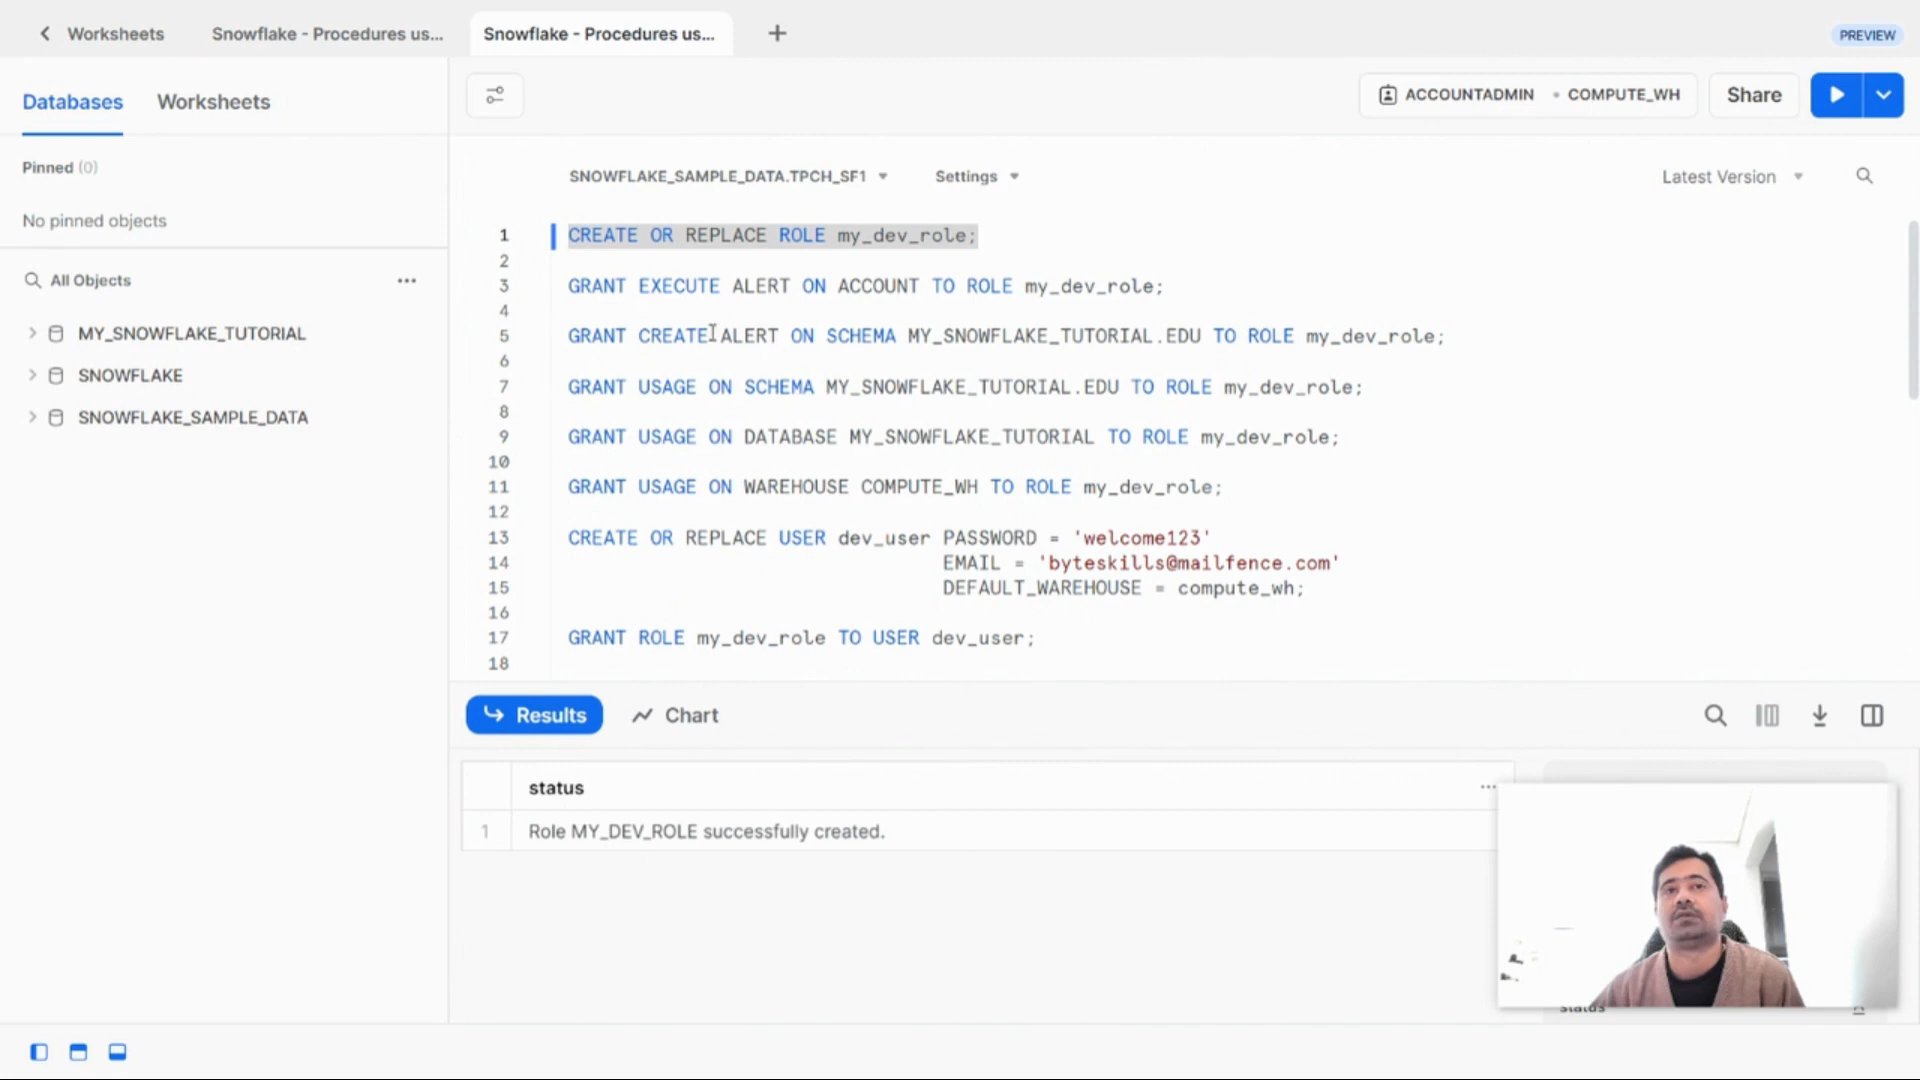 Worksheets
Snowflake - Procedures us...
Snowflake - Procedures us...
PREVIEW
Databases
Worksheets
ACCOUNTADMIN
COMPUTE_WH
Share
Pinned (0)
No pinned objects
All Objects
MY_SNOWFLAKE_TUTORIAL
SNOWFLAKE
SNOWFLAKE_SAMPLE_DATA
SNOWFLAKE_SAMPLE_DATA.TPCH_SF1
Settings
Latest Version
1 CREATE OR REPLACE ROLE my_dev_role;
2
3 GRANT EXECUTE ALERT ON ACCOUNT TO ROLE my_dev_role;
4
5 GRANT CREATE ALERT ON SCHEMA MY_SNOWFLAKE_TUTORIAL.EDU TO ROLE my_dev_role;
6
7 GRANT USAGE ON SCHEMA MY_SNOWFLAKE_TUTORIAL.EDU TO ROLE my_dev_role;
8
9 GRANT USAGE ON DATABASE MY_SNOWFLAKE_TUTORIAL TO ROLE my_dev_role;
10
11 GRANT USAGE ON WAREHOUSE COMPUTE_WH TO ROLE my_dev_role;
12
13 CREATE OR REPLACE USER dev_user PASSWORD = 'welcome123'
14 EMAIL = 'byteskills@mailfence.com'
15 DEFAULT_WAREHOUSE = compute_wh;
16
17 GRANT ROLE my_dev_role TO USER dev_user;
18
Results
Chart
status
1 Role MY_DEV_ROLE successfully created.
status